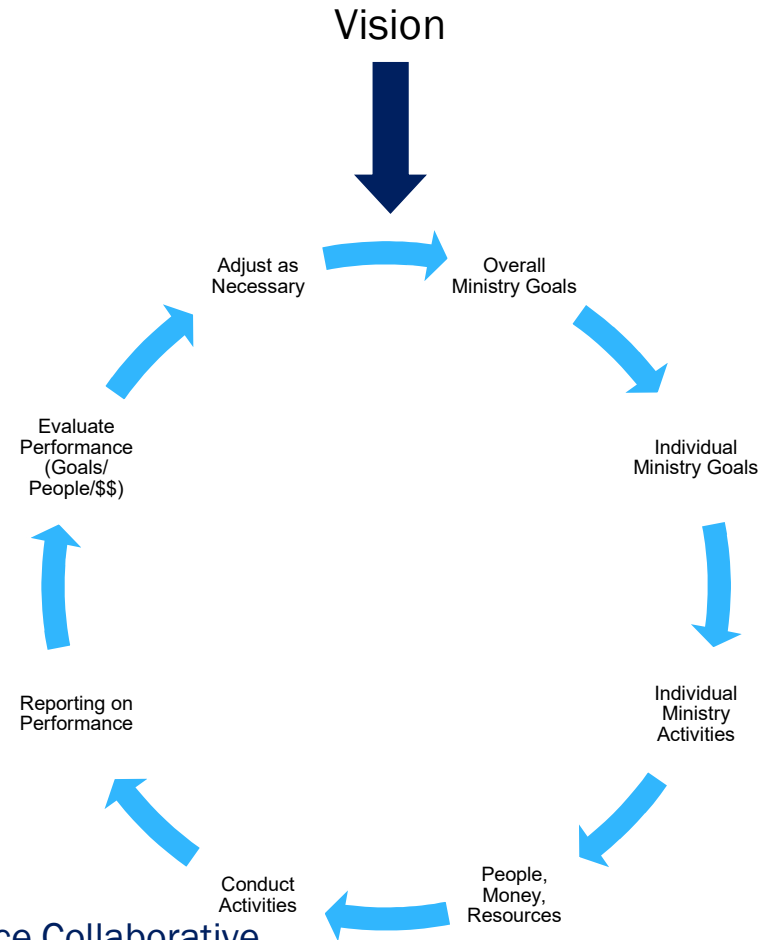 Vision
Overall
Ministry Goals
Individual
Ministry Goals
Individual
Ministry
Activities
People,
Money,
Resources
Conduct
Activities
Reporting on
Performance
Evaluate
Performance
(Goals/
People/$$)
Adjust as
Necessary
Collaborative